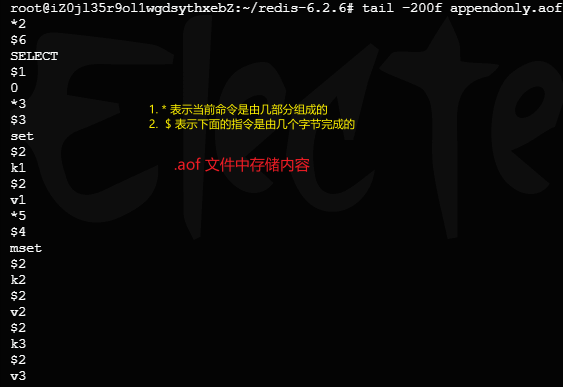 root@iZ0jl35r9ol1wgdsythxebZ:~/redis-6.2.6# tail -200f appendonly.aof
*2
$6
SELECT
$1
0
*3
$3
set
$2
k1
$2
v1
*5
$4
mset
$2
k2
$2
v2
$2
k3
$2
v3
1. * 表示当前命令是由几部分组成的
2. $ 表示下面的指令是由几个字节完成的
.aof 文件中存储内容
Electe